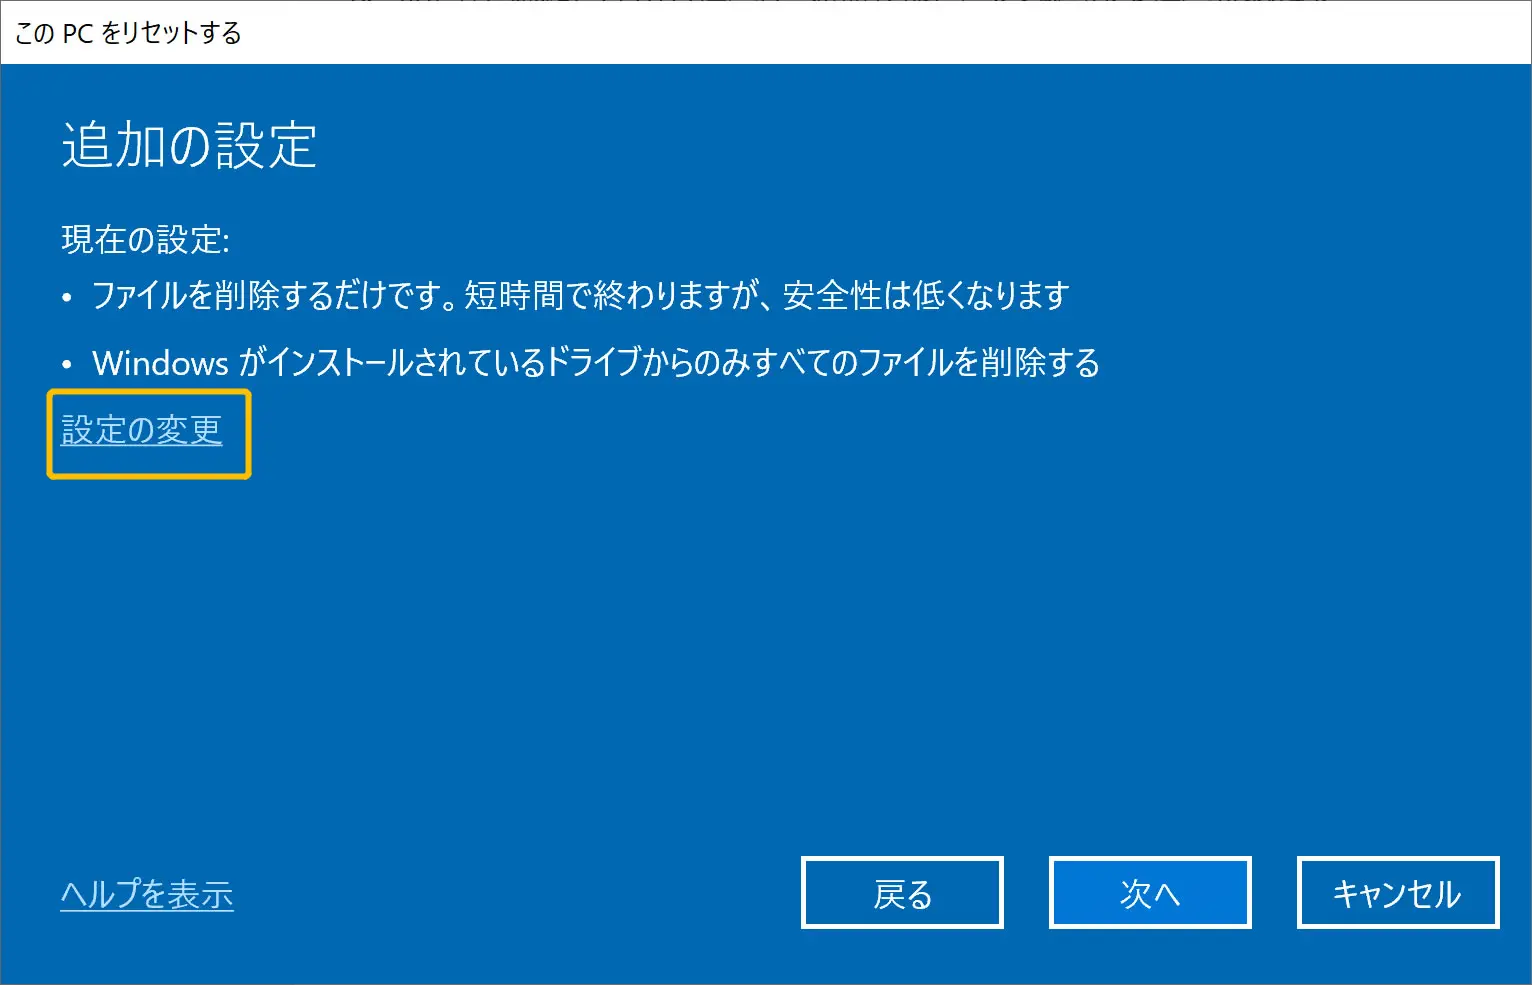 この PC をリセットする
追加の設定
現在の設定:
• ファイルを削除するだけです。短時間で終わりますが、安全性は低くなります
• Windows がインストールされているドライブからのみすべてのファイルを削除する
設定の変更
ヘルプを表示
戻る
次へ
キャンセル